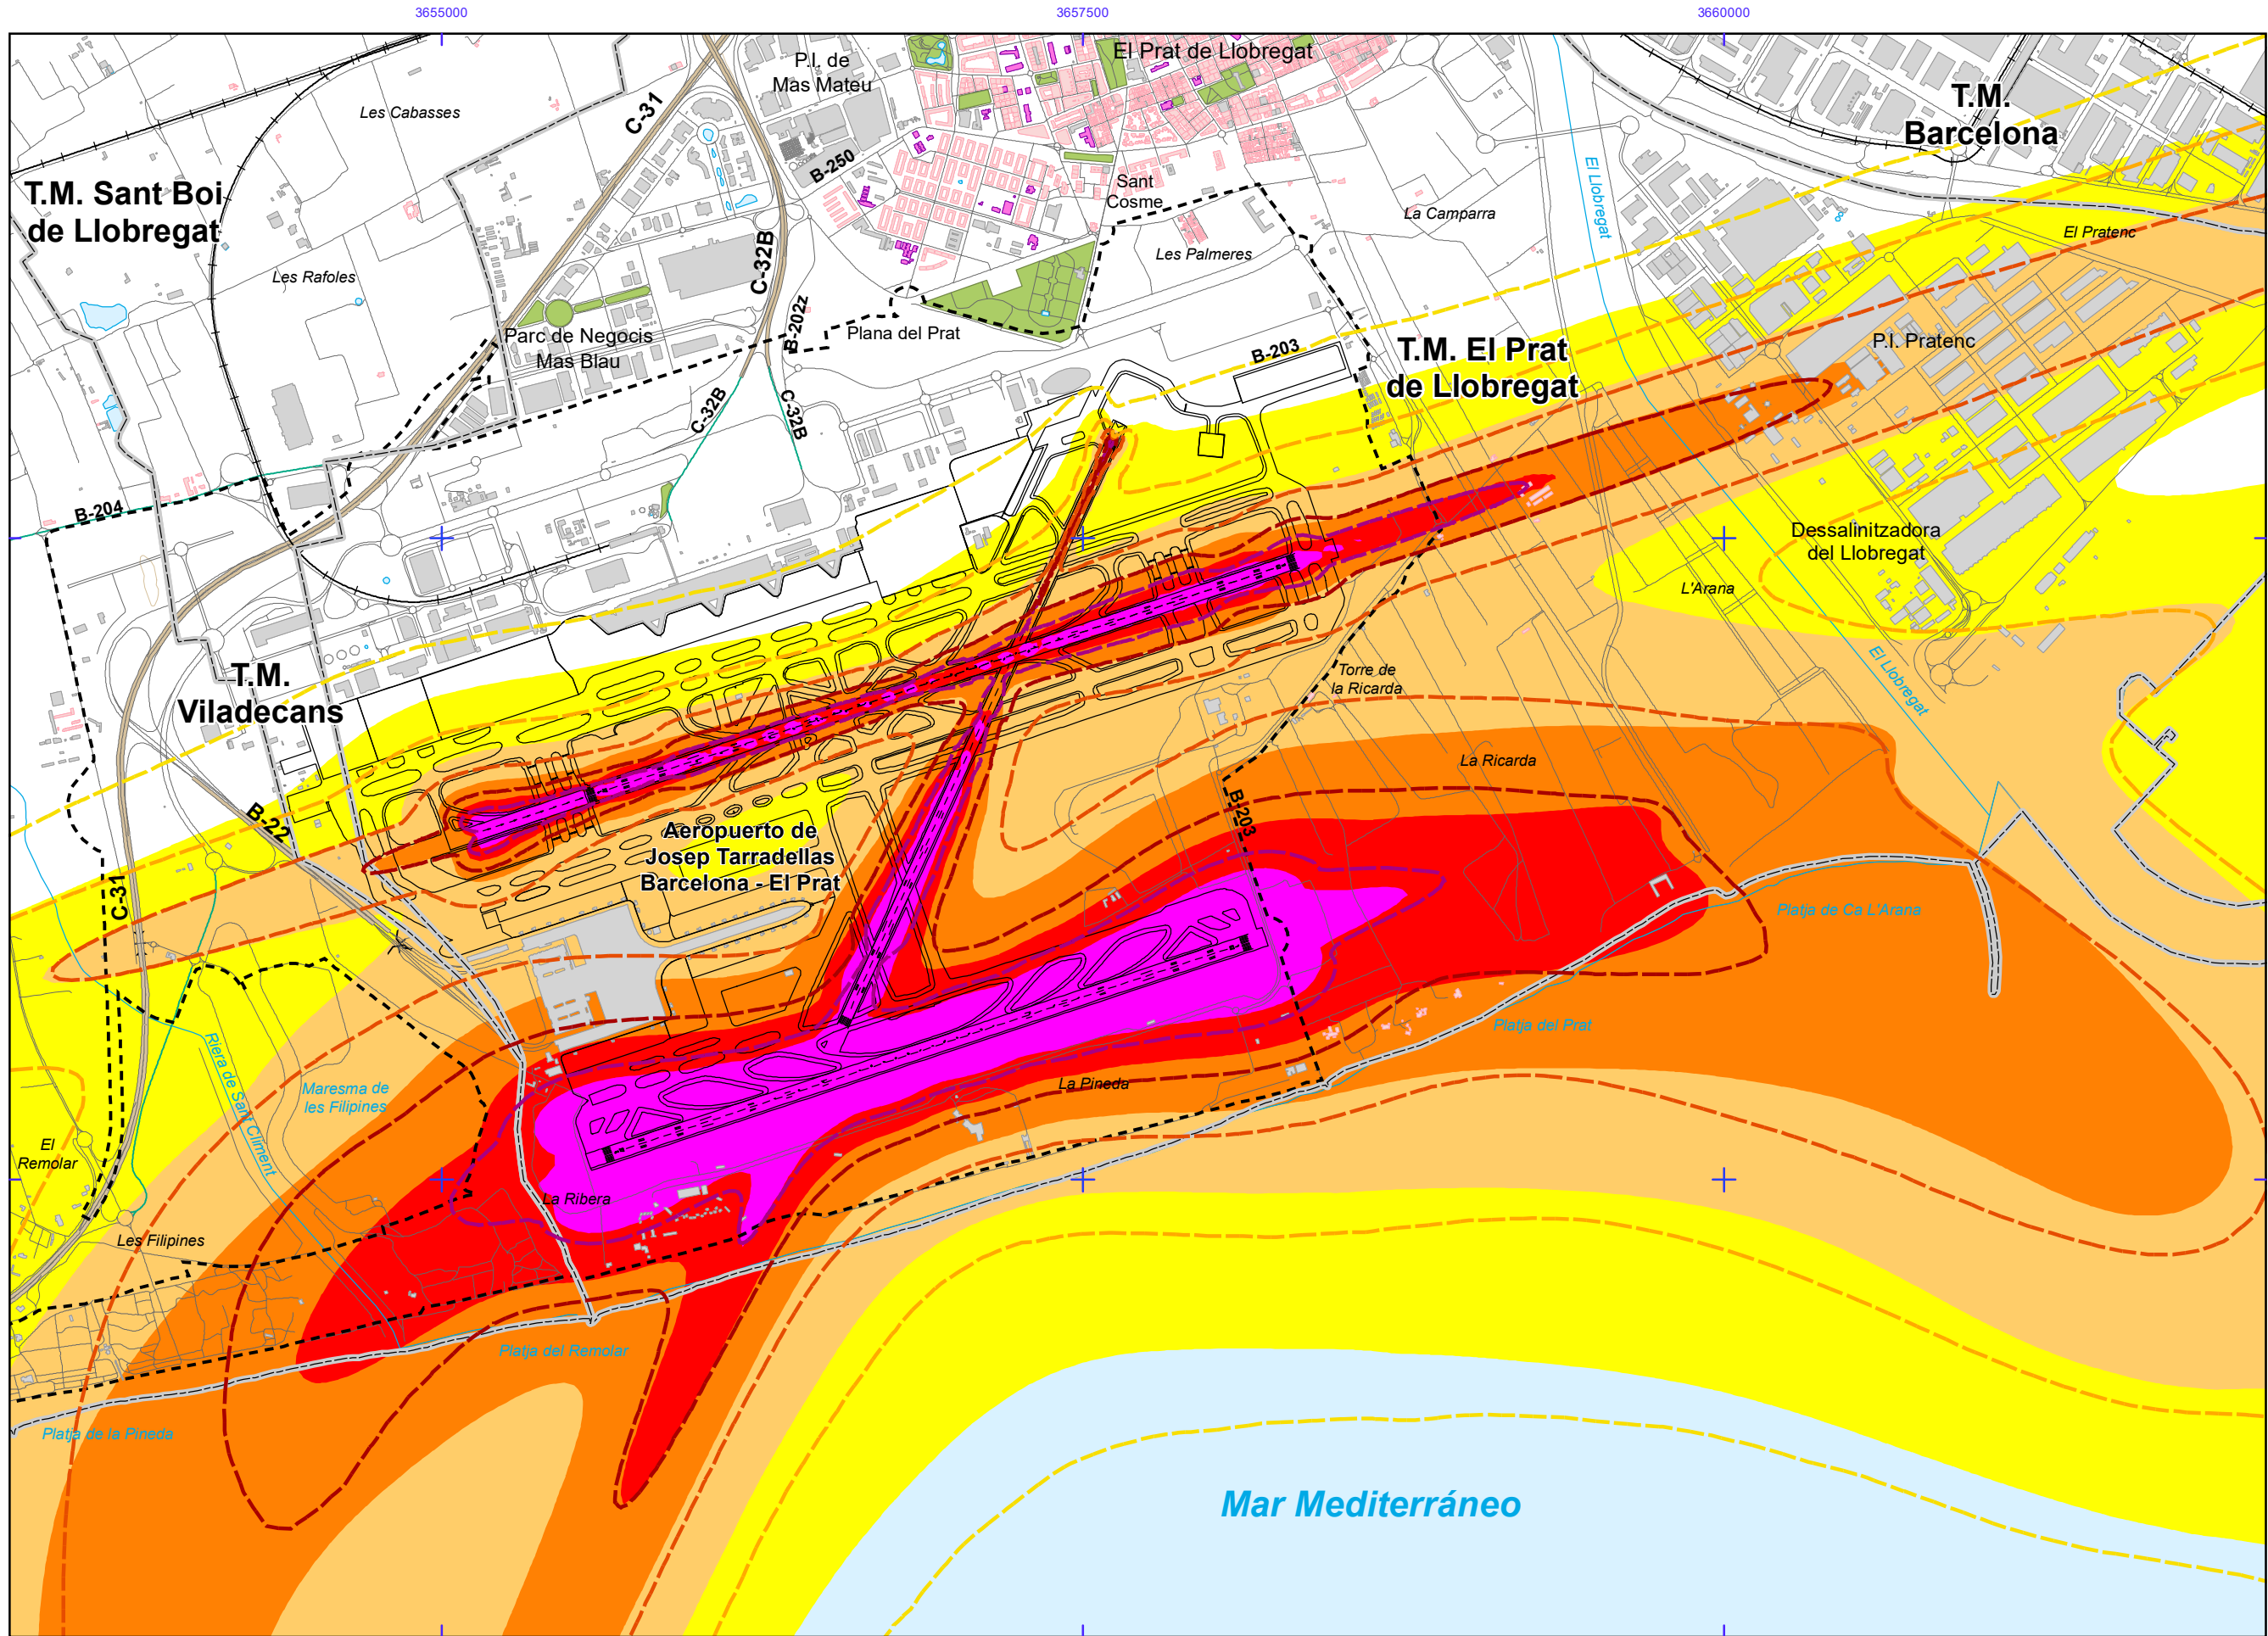 3655000
3657500
3660000
El Prat de Llobregat
P.I. de
Mas Mateu
Les Cabasses
C-31
T.M.
Barcelona
B-250
T.M. Sant Boi
de Llobregat
Sant
Cosme
El Llobregat
La Camparra
El Pratenc
Les Palmeres
C-32B
Les Rafoles
B-202z
Parc de Negocis
Mas Blau
Plana del Prat
B-203
T.M. El Prat
de Llobregat
P.I. Pratenc
C-32B
C-32B
B-204
Dessalinitzadora
del Llobregat
L'Arana
T.M.
Viladecans
Torre de
la Ricarda
El Llobregat
La Ricarda
B-22
B-203
Aeropuerto de
Josep Tarradellas
Barcelona - El Prat
C-31
Platja de Ca L'Arana
Platja del Prat
Riera de Sant Climent
Maresma de
les Filipines
La Pineda
El
Remolar
La Ribera
Les Filipines
Platja del Remolar
Platja de la Pineda
Mar Mediterráneo